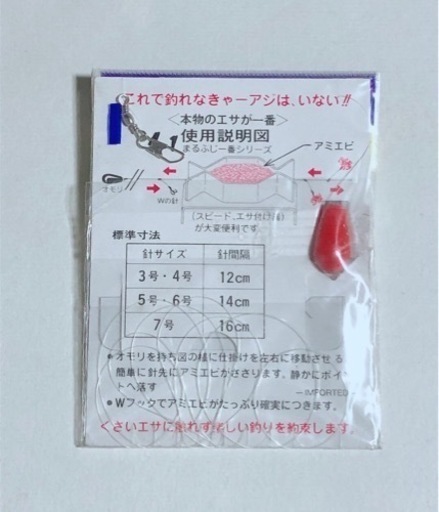 これで釣れなきゃーアジは、いない!!
＜本物のエサが一番＞
使用説明図
まるふじ一番シリーズ
アミエビ
オモリ
Wの針
(スピード、エサ付け器)
が大変便利です
標準寸法
針サイズ 針間隔
3号・4号 12cm
5号・6号 14cm
7号 16cm
●オモリを持ち図の様に仕掛けを左右に移動させる
簡単に針先にアミエビがささります。静かにポイン
トへ落す
— IMPORTED —
●Wフックでアミエビがたっぷり確実につきます。
くさいエサに触れず楽しい釣りを約束します。